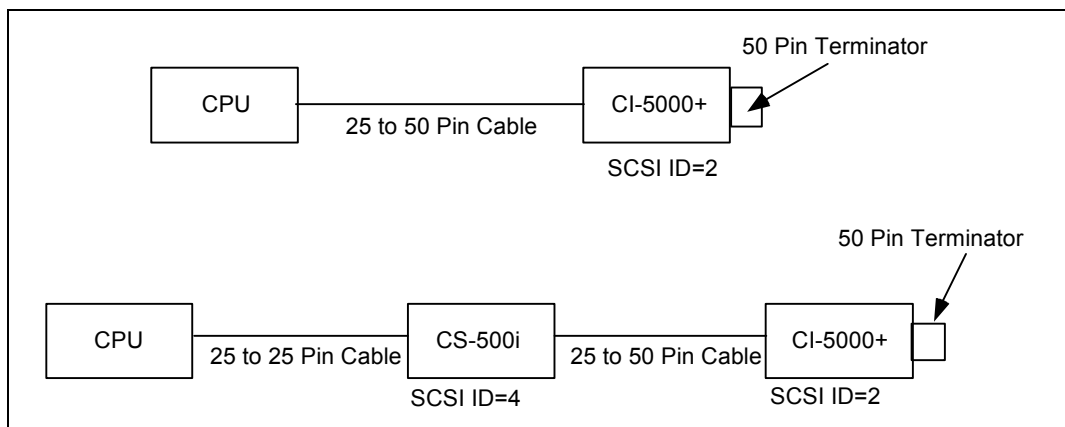 50 Pin Terminator
CPU
CI-5000+
25 to 50 Pin Cable
SCSI ID=2
50 Pin Terminator
CPU
CS-500i
CI-5000+
25 to 25 Pin Cable
25 to 50 Pin Cable
SCSI ID=4
SCSI ID=2